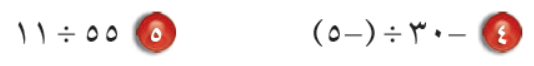 ٤ -٣٠ ÷ (-٥) ٥ ٥٥ ÷ ١١